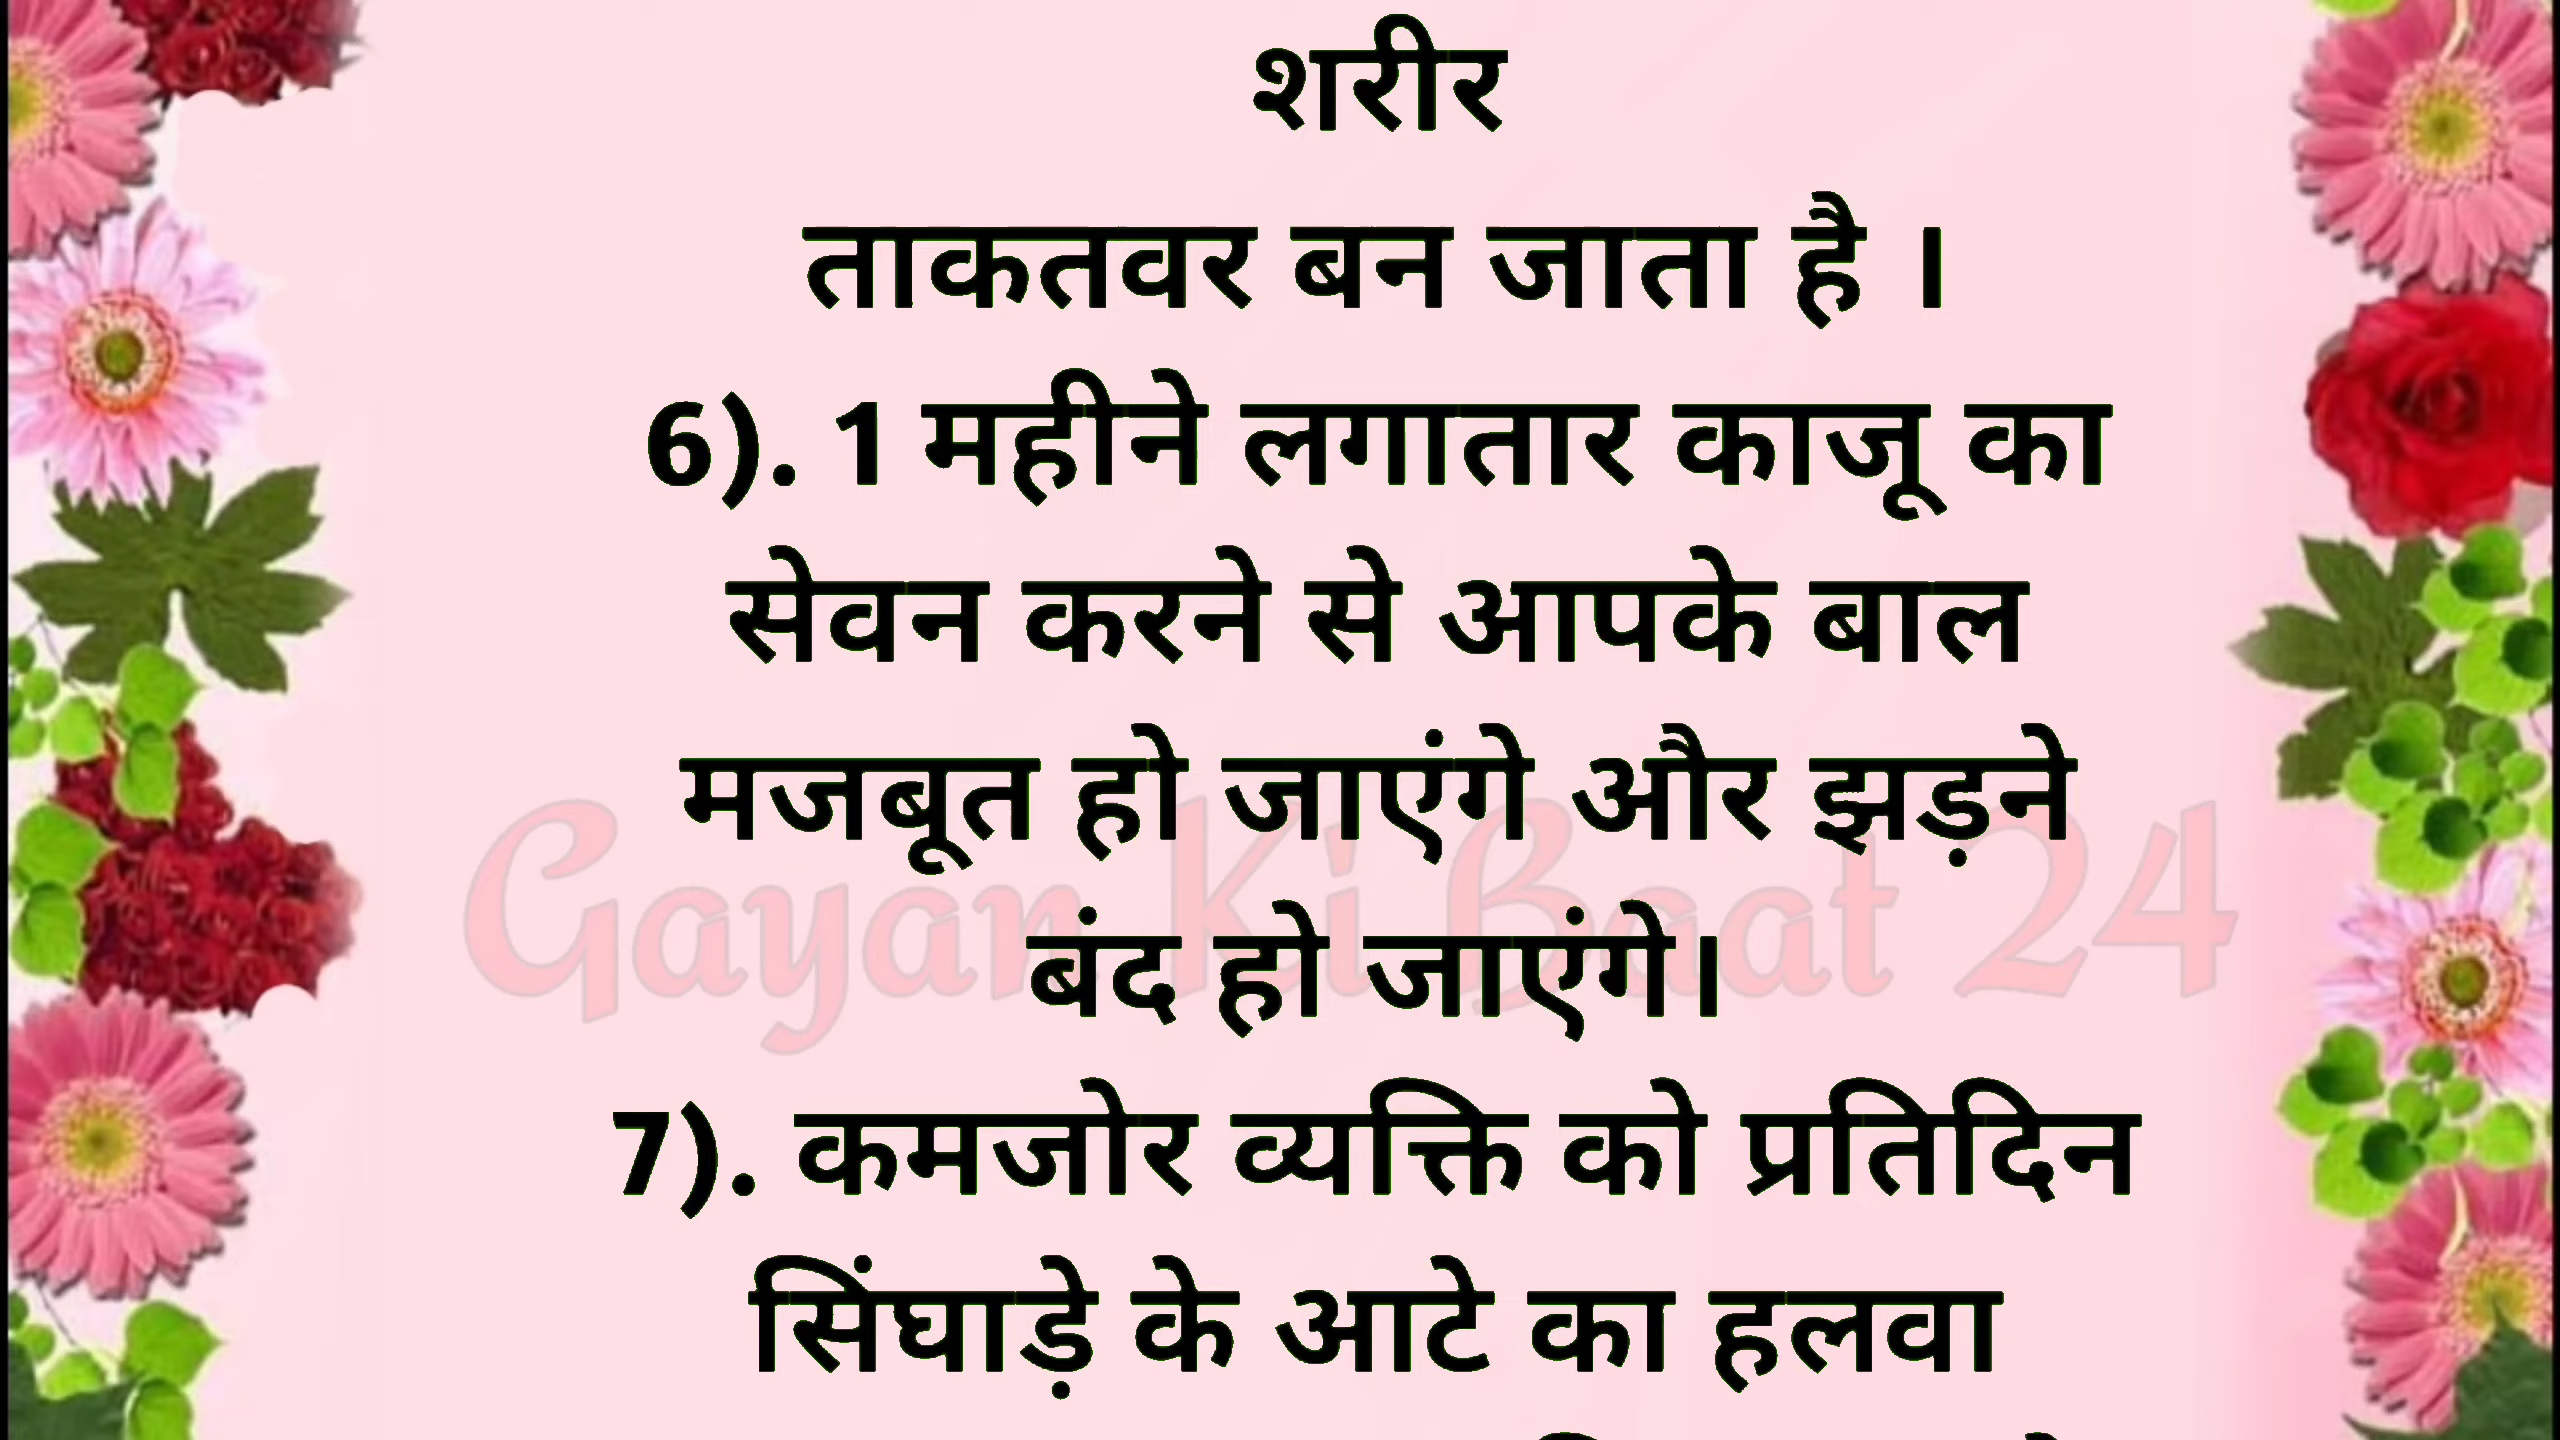 शरीर
ताकतवर बन जाता है ।
6). 1 महीने लगातार काजू का
सेवन करने से आपके बाल
मजबूत हो जाएंगे और झड़ने
बंद हो जाएंगे।
Gayan Ki Baat 24
7). कमजोर व्यक्ति को प्रतिदिन
सिंघाड़े के आटे का हलवा